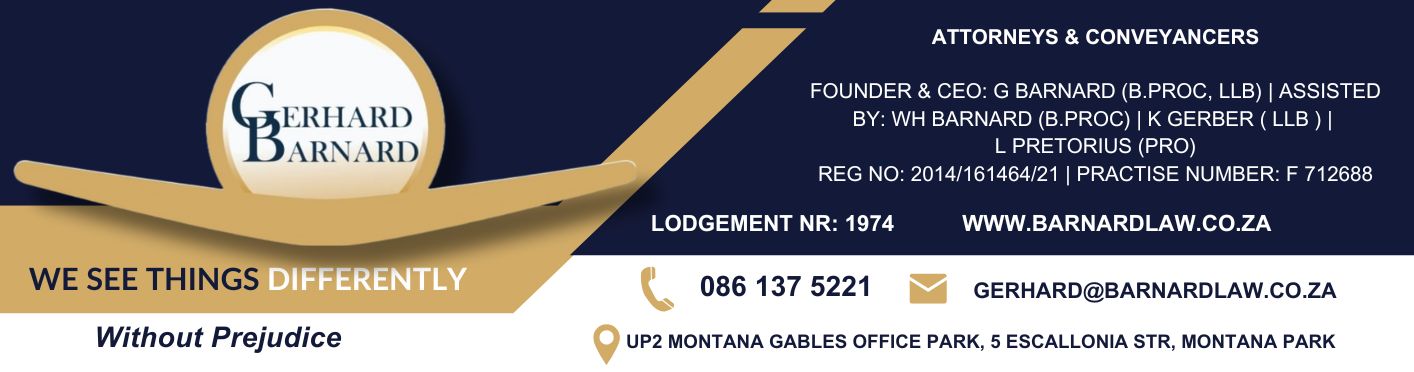 GERHARD
BARNARD
WE SEE THINGS DIFFERENTLY
Without Prejudice
ATTORNEYS & CONVEYANCERS
FOUNDER & CEO: G BARNARD (B.PROC, LLB) | ASSISTED
BY: WH BARNARD (B.PROC) | K GERBER ( LLB ) |
L PRETORIUS (PRO)
REG NO: 2014/161464/21 | PRACTISE NUMBER: F 712688
LODGEMENT NR: 1974 WWW.BARNARDLAW.CO.ZA
086 137 5221 GERHARD@BARNARDLAW.CO.ZA
UP2 MONTANA GABLES OFFICE PARK, 5 ESCALLONIA STR, MONTANA PARK